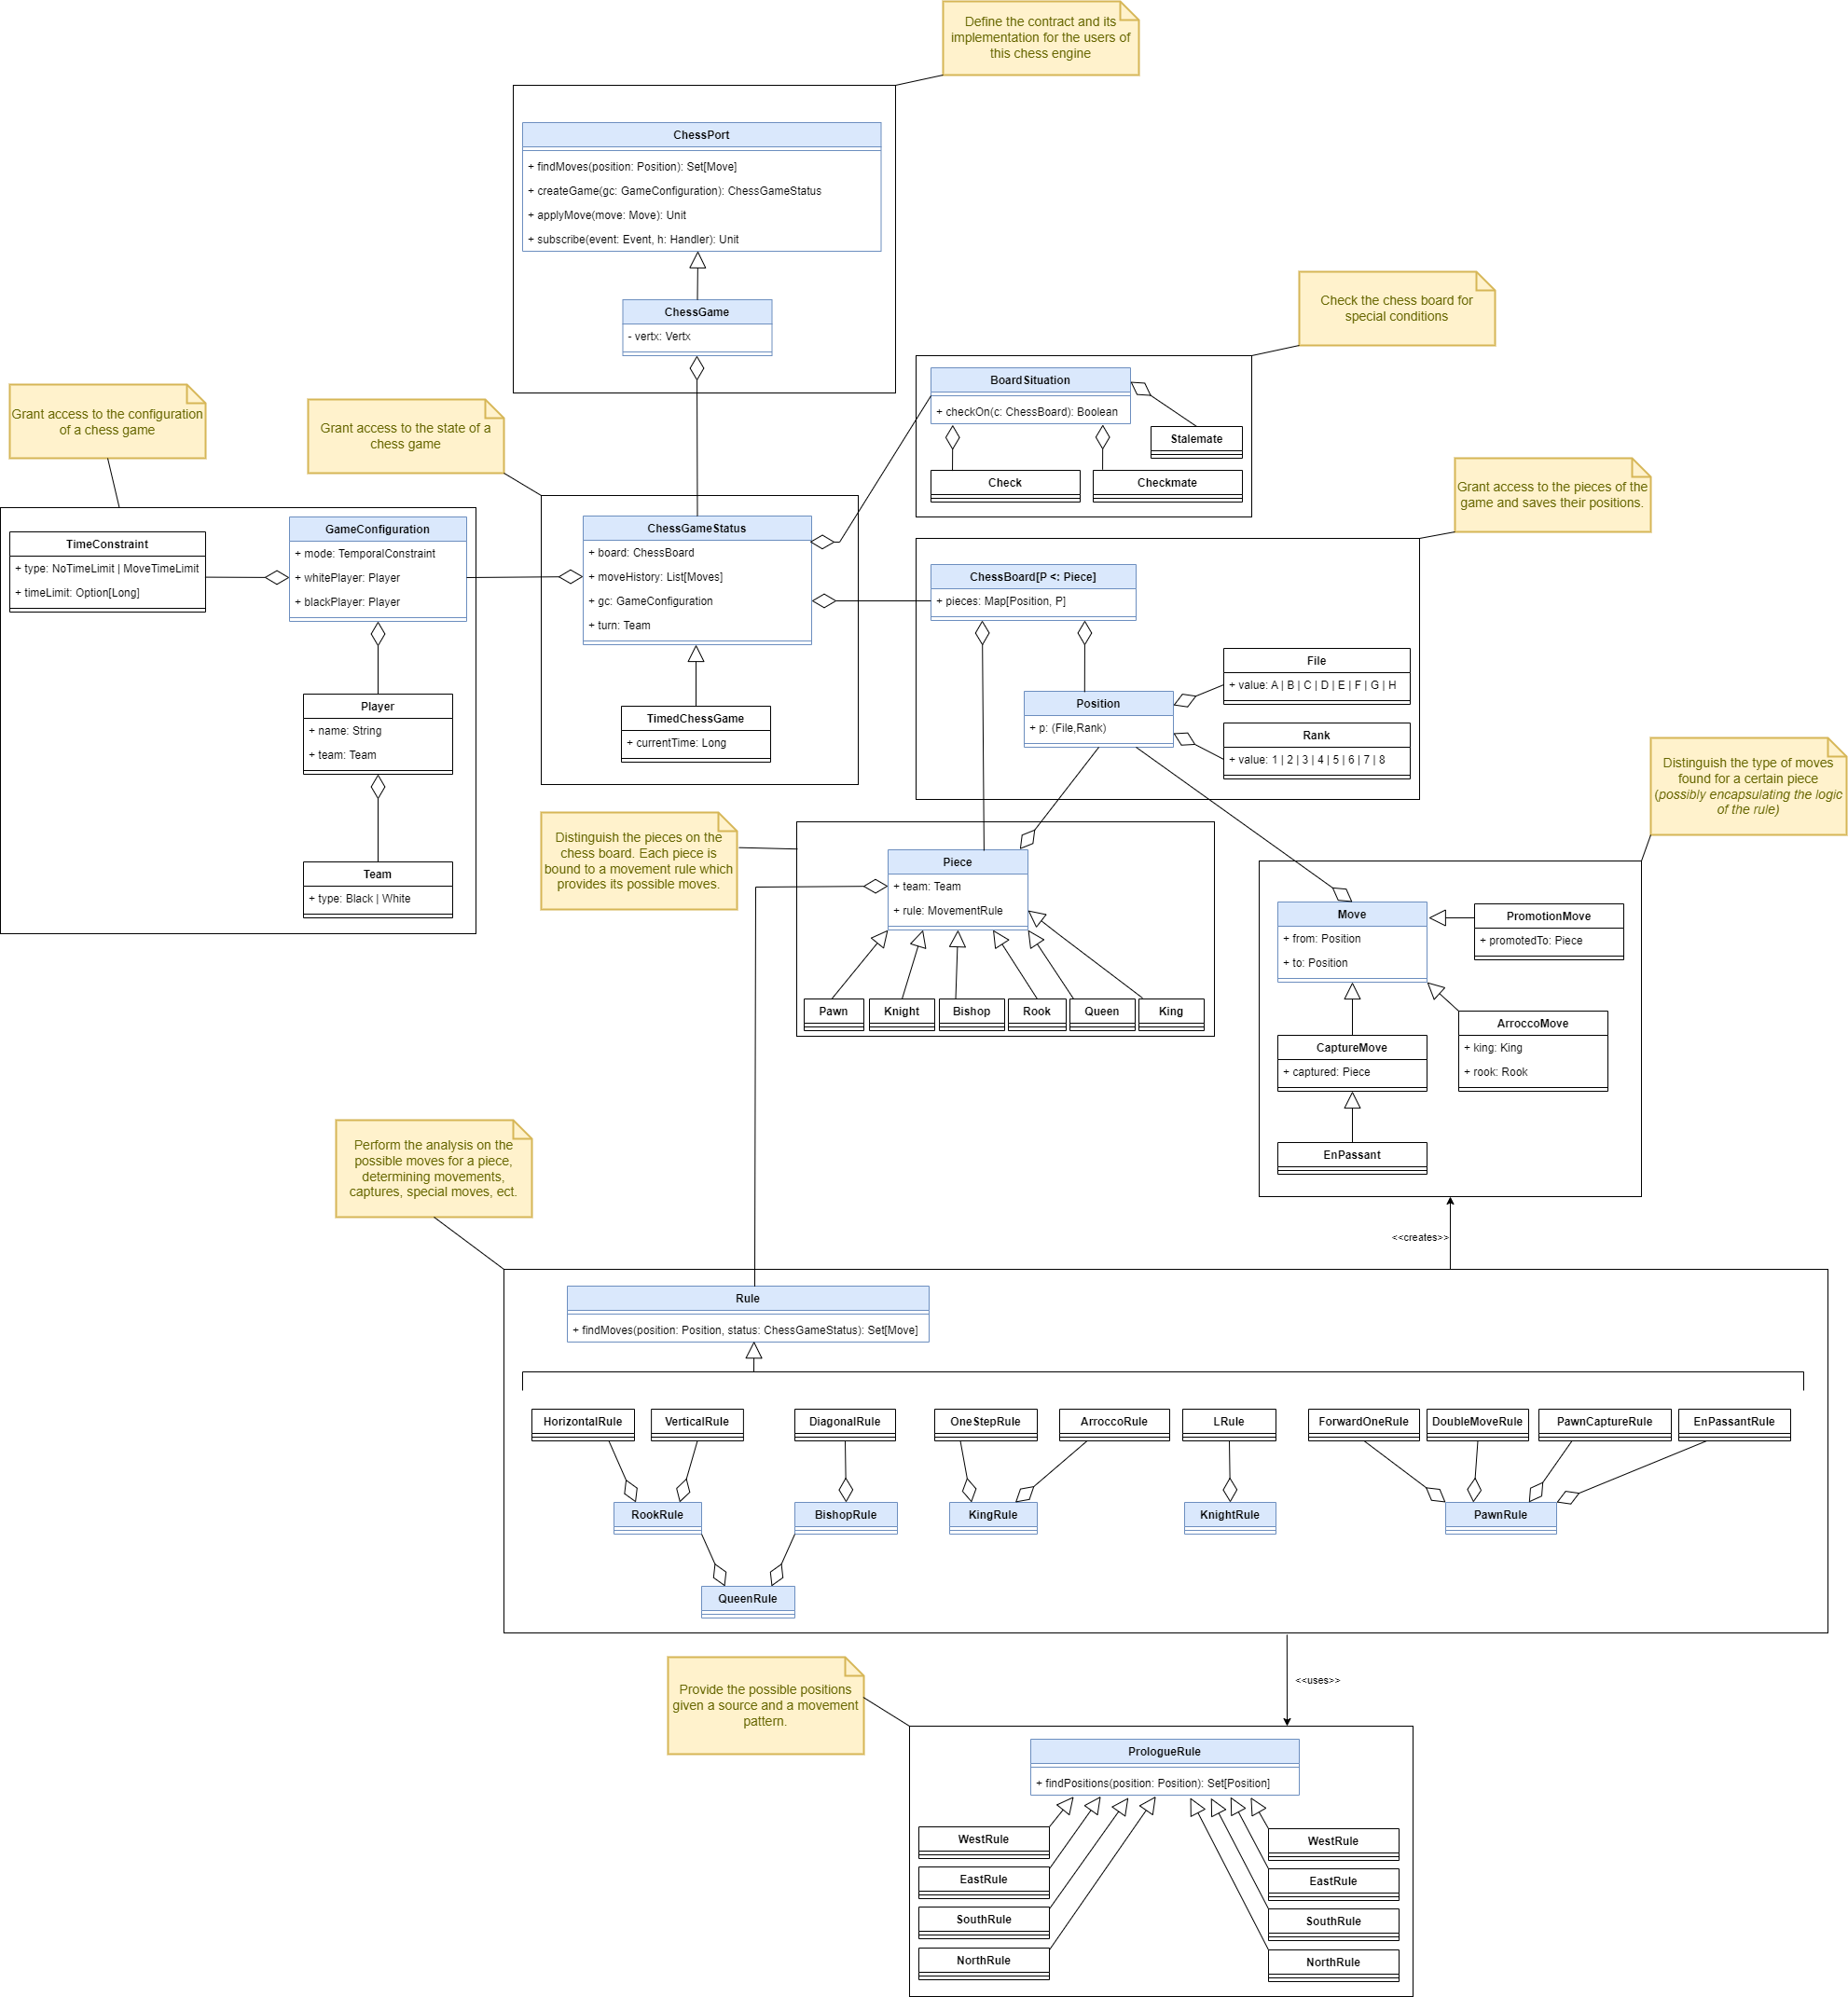 Define the contract and its
implementation for the users of
this chess engine
ChessPort
+ findMoves(position: Position): Set[Move]
+ createGame(gc: GameConfiguration): ChessGameStatus
+ applyMove(move: Move): Unit
+ subscribe(event: Event, h: Handler): Unit
ChessGame
- vertx: Vertx
Check the chess board for
special conditions
BoardSituation
+ checkOn(c: ChessBoard): Boolean
Stalemate
Check
Checkmate
Grant access to the configuration
of a chess game
Grant access to the state of a
chess game
Grant access to the pieces of the
game and saves their positions.
TimeConstraint
+ type: NoTimeLimit | MoveTimeLimit
+ timeLimit: Option[Long]
GameConfiguration
+ mode: TemporalConstraint
+ whitePlayer: Player
+ blackPlayer: Player
Player
+ name: String
+ team: Team
Team
+ type: Black | White
ChessGameStatus
+ board: ChessBoard
+ moveHistory: List[Moves]
+ gc: GameConfiguration
+ turn: Team
TimedChessGame
+ currentTime: Long
ChessBoard[P <: Piece]
+ pieces: Map[Position, P]
Position
+ p: (File,Rank)
File
+ value: A | B | C | D | E | F | G | H
Rank
+ value: 1 | 2 | 3 | 4 | 5 | 6 | 7 | 8
Distinguish the type of moves
found for a certain piece
(possibly encapsulating the logic
of the rule)
Distinguish the pieces on the
chess board. Each piece is
bound to a movement rule which
provides its possible moves.
Piece
+ team: Team
+ rule: MovementRule
Pawn
Knight
Bishop
Rook
Queen
King
Move
+ from: Position
+ to: Position
PromotionMove
+ promotedTo: Piece
CaptureMove
+ captured: Piece
ArroccoMove
+ king: King
+ rook: Rook
EnPassant
Perform the analysis on the
possible moves for a piece,
determining movements,
captures, special moves, ect.
<<creates>>
Rule
+ findMoves(position: Position, status: ChessGameStatus): Set[Move]
HorizontalRule
VerticalRule
DiagonalRule
OneStepRule
ArroccoRule
LRule
ForwardOneRule
DoubleMoveRule
PawnCaptureRule
EnPassantRule
RookRule
BishopRule
KingRule
KnightRule
PawnRule
QueenRule
<<uses>>
Provide the possible positions
given a source and a movement
pattern.
PrologueRule
+ findPositions(position: Position): Set[Position]
WestRule
EastRule
SouthRule
NorthRule
WestRule
EastRule
SouthRule
NorthRule